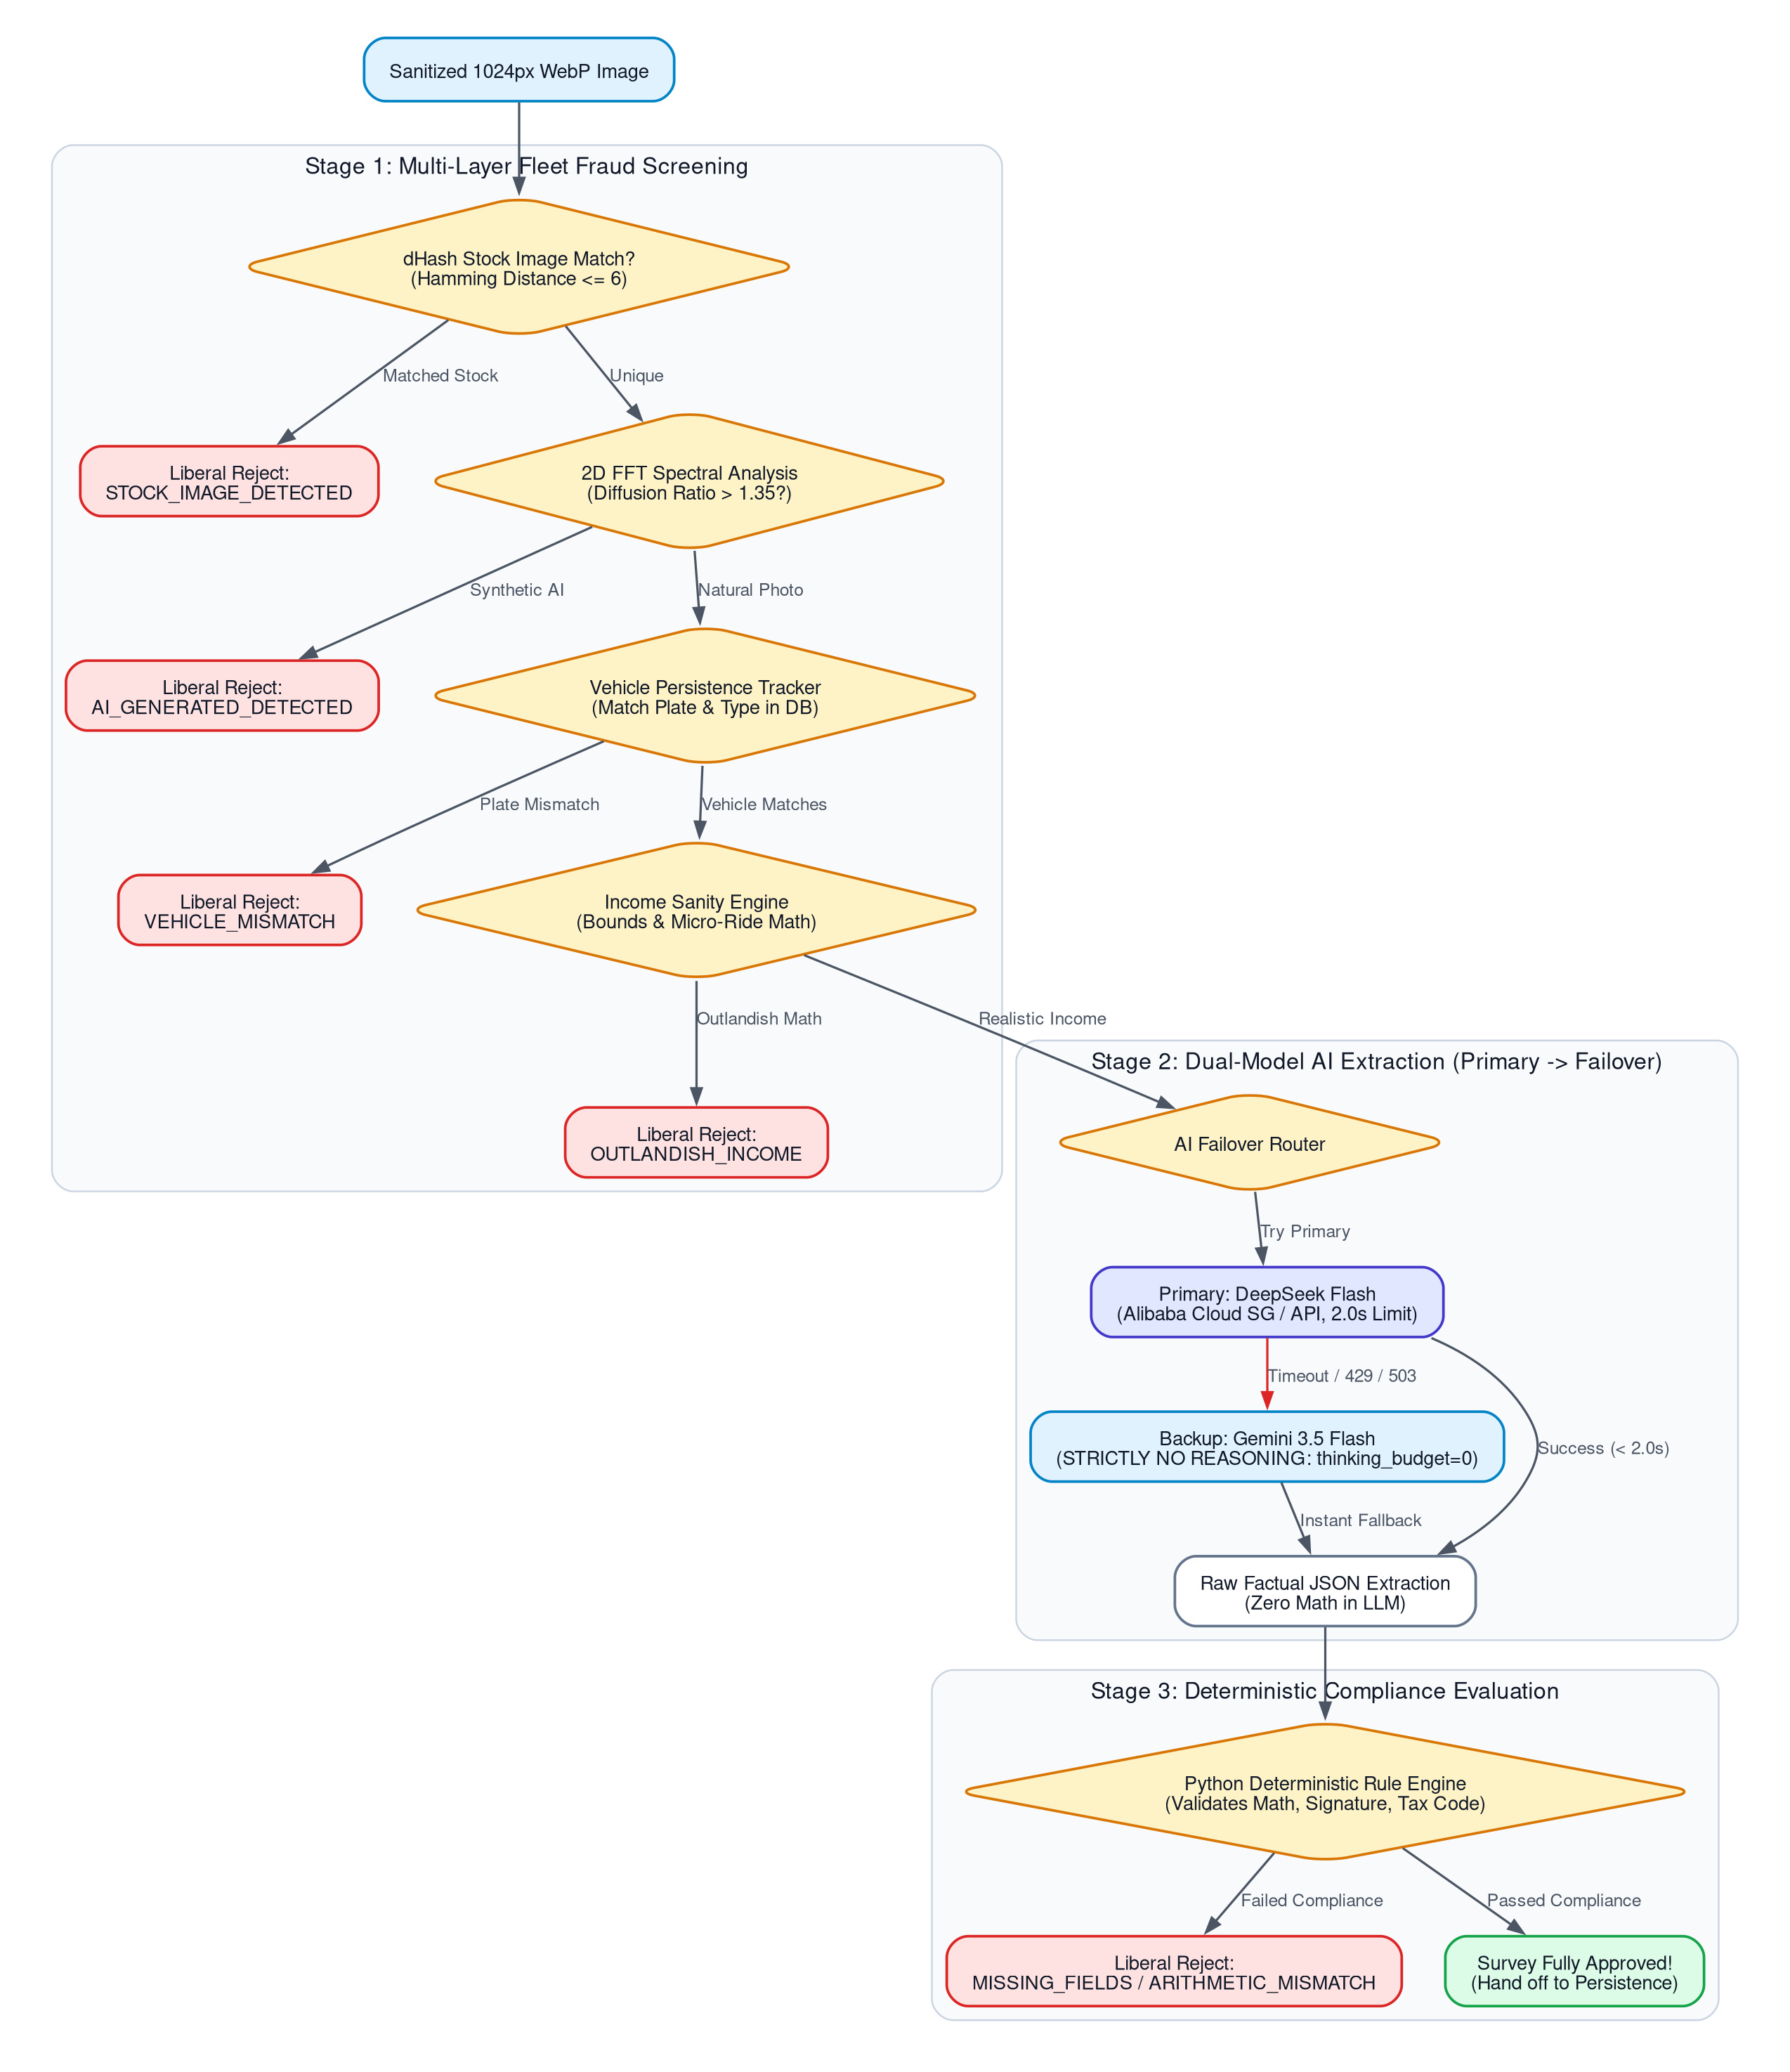 Sanitized 1024px WebP Image
Stage 1: Multi-Layer Fleet Fraud Screening
dHash Stock Image Match?
(Hamming Distance <= 6)
Matched Stock
Unique
Liberal Reject:
STOCK_IMAGE_DETECTED
2D FFT Spectral Analysis
(Diffusion Ratio > 1.35?)
Synthetic AI
Natural Photo
Liberal Reject:
AI_GENERATED_DETECTED
Vehicle Persistence Tracker
(Match Plate & Type in DB)
Plate Mismatch
Vehicle Matches
Liberal Reject:
VEHICLE_MISMATCH
Income Sanity Engine
(Bounds & Micro-Ride Math)
Outlandish Math
Realistic Income
Liberal Reject:
OUTLANDISH_INCOME
Stage 2: Dual-Model AI Extraction (Primary -> Failover)
AI Failover Router
Try Primary
Primary: DeepSeek Flash
(Alibaba Cloud SG / API, 2.0s Limit)
Timeout / 429 / 503
Backup: Gemini 3.5 Flash
(STRICTLY NO REASONING: thinking_budget=0)
Success (< 2.0s)
Instant Fallback
Raw Factual JSON Extraction
(Zero Math in LLM)
Stage 3: Deterministic Compliance Evaluation
Python Deterministic Rule Engine
(Validates Math, Signature, Tax Code)
Failed Compliance
Passed Compliance
Liberal Reject:
MISSING_FIELDS / ARITHMETIC_MISMATCH
Survey Fully Approved!
(Hand off to Persistence)